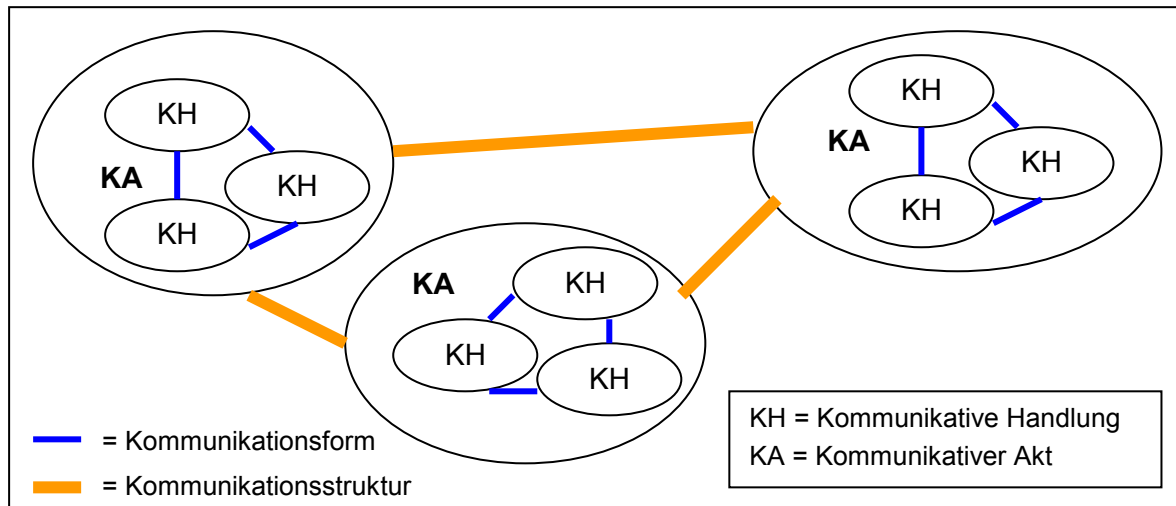 KH
KA
KH
KH
KH
KA
KH
KH
KA
KH
KH
KH
= Kommunikationsform
= Kommunikationsstruktur
KH = Kommunikative Handlung
KA = Kommunikativer Akt